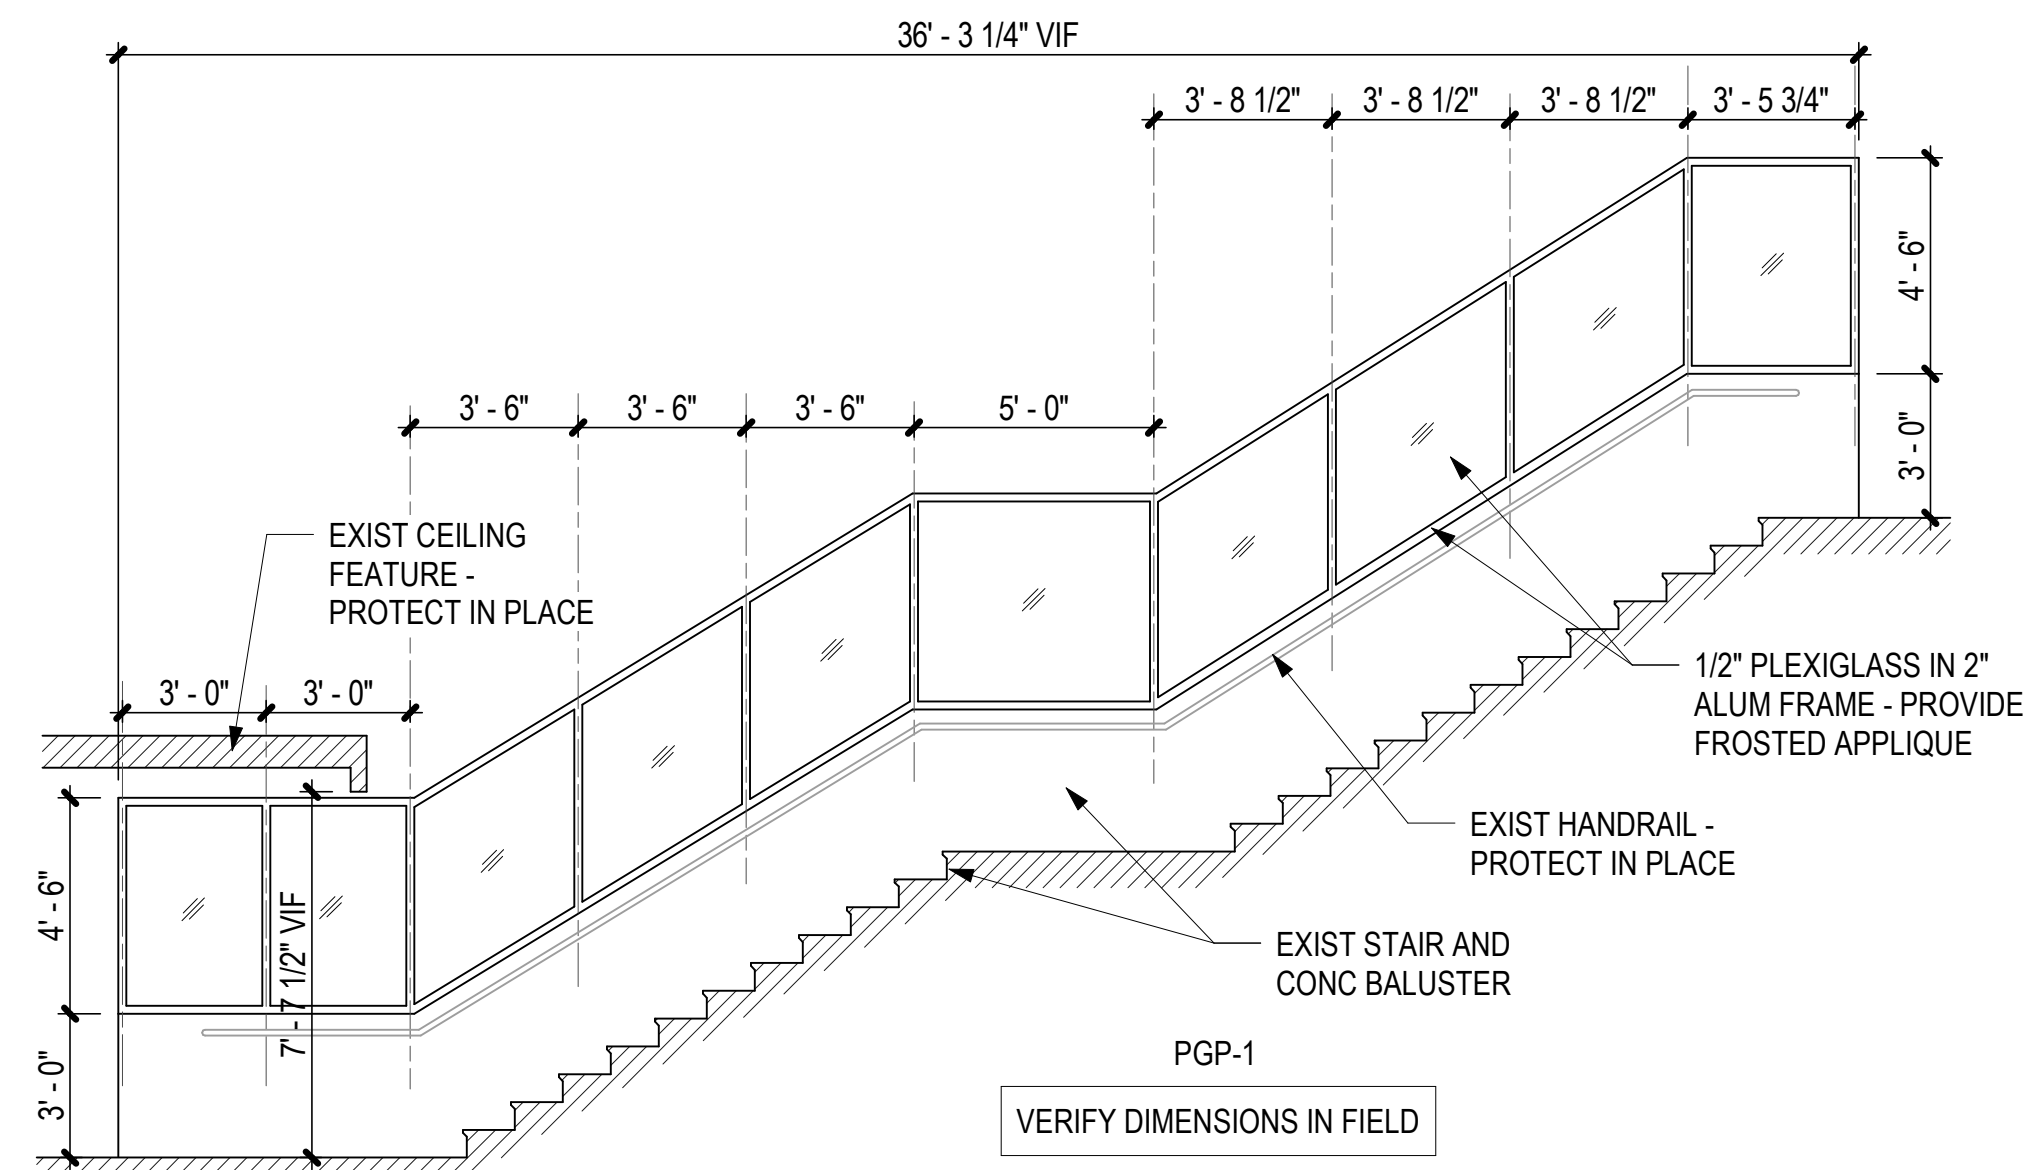 36' - 3 1/4" VIF
3' - 8 1/2"
3' - 8 1/2"
3' - 8 1/2"
3' - 5 3/4"
4' - 6"
3' - 0"
3' - 6"
3' - 6"
3' - 6"
5' - 0"
EXIST CEILING
FEATURE -
PROTECT IN PLACE
3' - 0"
3' - 0"
4' - 6"
3' - 0"
7' - 7 1/2" VIF
1/2" PLEXIGLASS IN 2"
ALUM FRAME - PROVIDE
FROSTED APPLIQUE
EXIST HANDRAIL -
PROTECT IN PLACE
EXIST STAIR AND
CONC BALUSTER
PGP-1
VERIFY DIMENSIONS IN FIELD